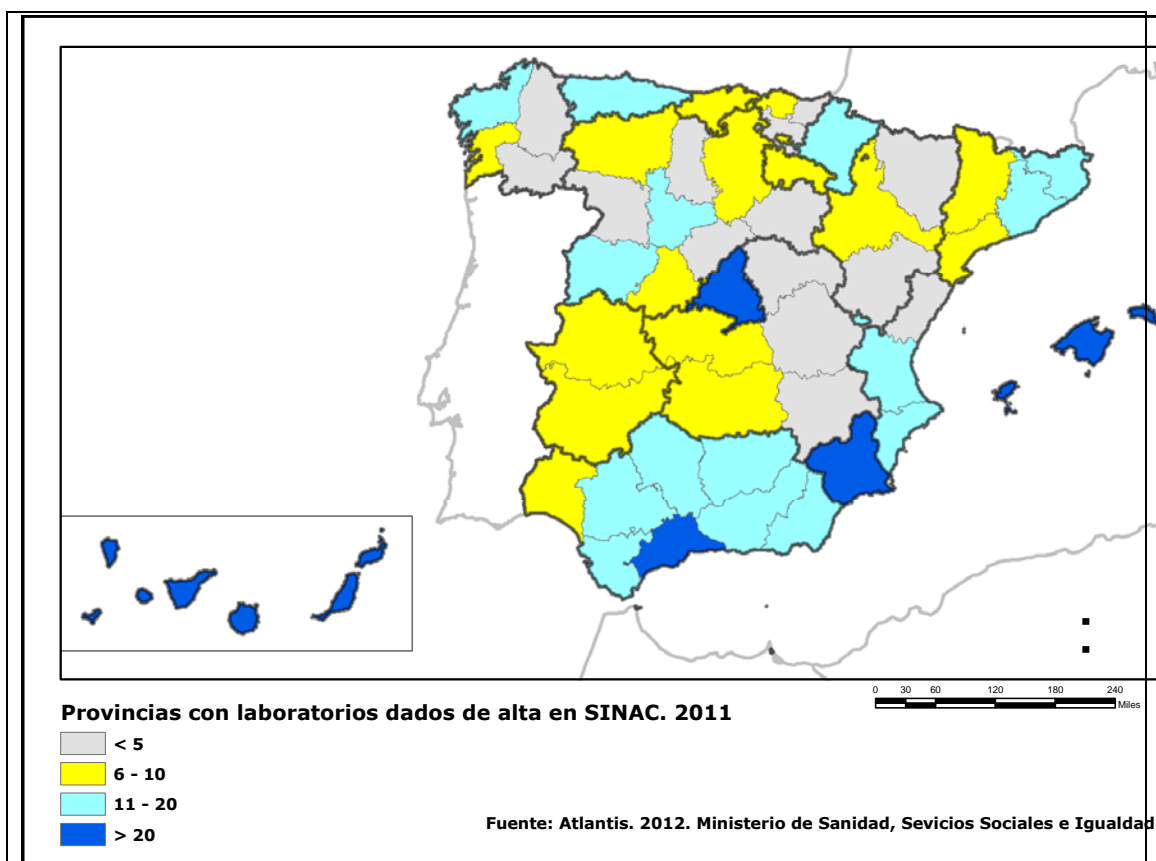 0 30 60 120 180 240
Miles
Provincias con laboratorios dados de alta en SINAC. 2011
< 5
6 - 10
11 - 20
> 20
Fuente: Atlantis. 2012. Ministerio de Sanidad, Sevicios Sociales e Igualdad